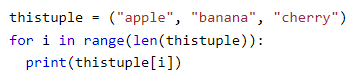 thistuple = ("apple", "banana", "cherry")
for i in range(len(thistuple)):
  print(thistuple[i])